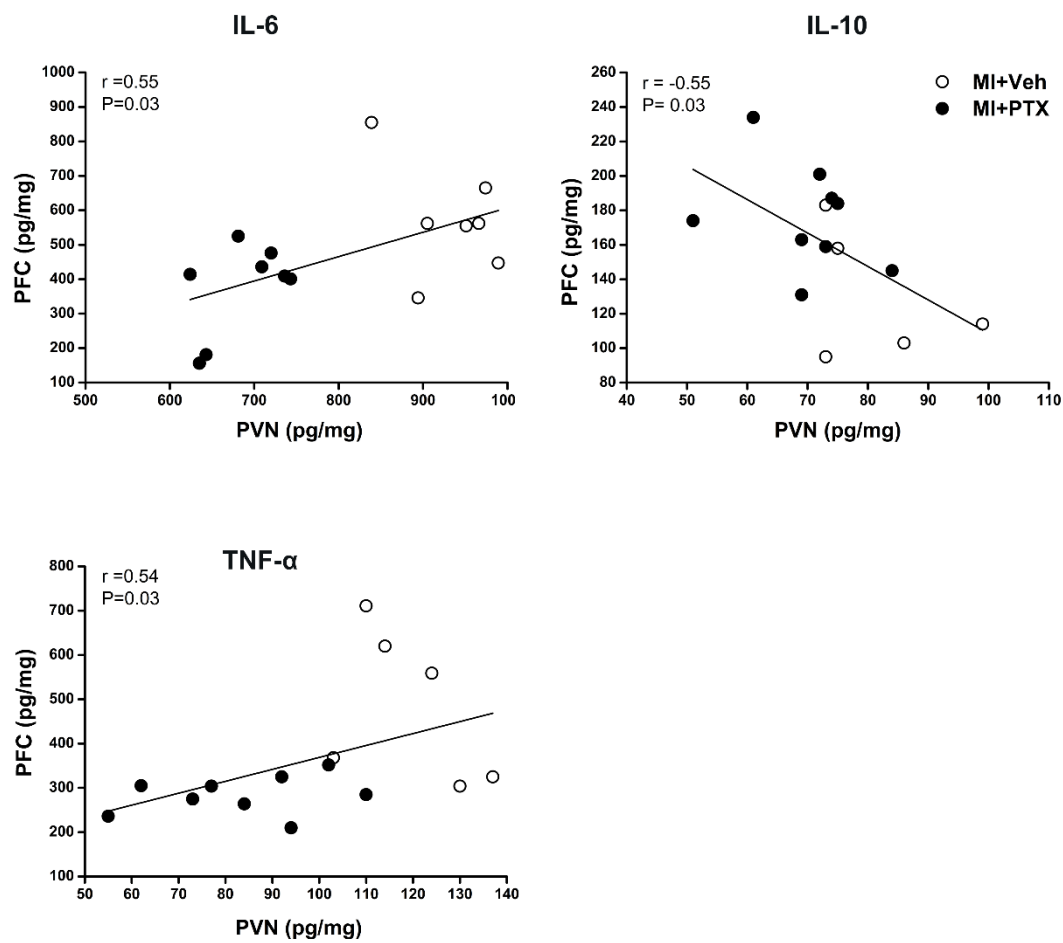 IL-6
r =0.55
P=0.03
1000
900
800
700
600
500
400
300
200
100
PFC (pg/mg)
500 600 700 800 900 100
PVN (pg/mg)
IL-10
r = -0.55
P= 0.03
MI+Veh
MI+PTX
260
240
220
200
180
160
140
120
100
80
PFC (pg/mg)
40 50 60 70 80 90 100 110
PVN (pg/mg)
TNF-α
r =0.54
P=0.03
800
700
600
500
400
300
200
100
PFC (pg/mg)
50 60 70 80 90 100 110 120 130 140
PVN (pg/mg)